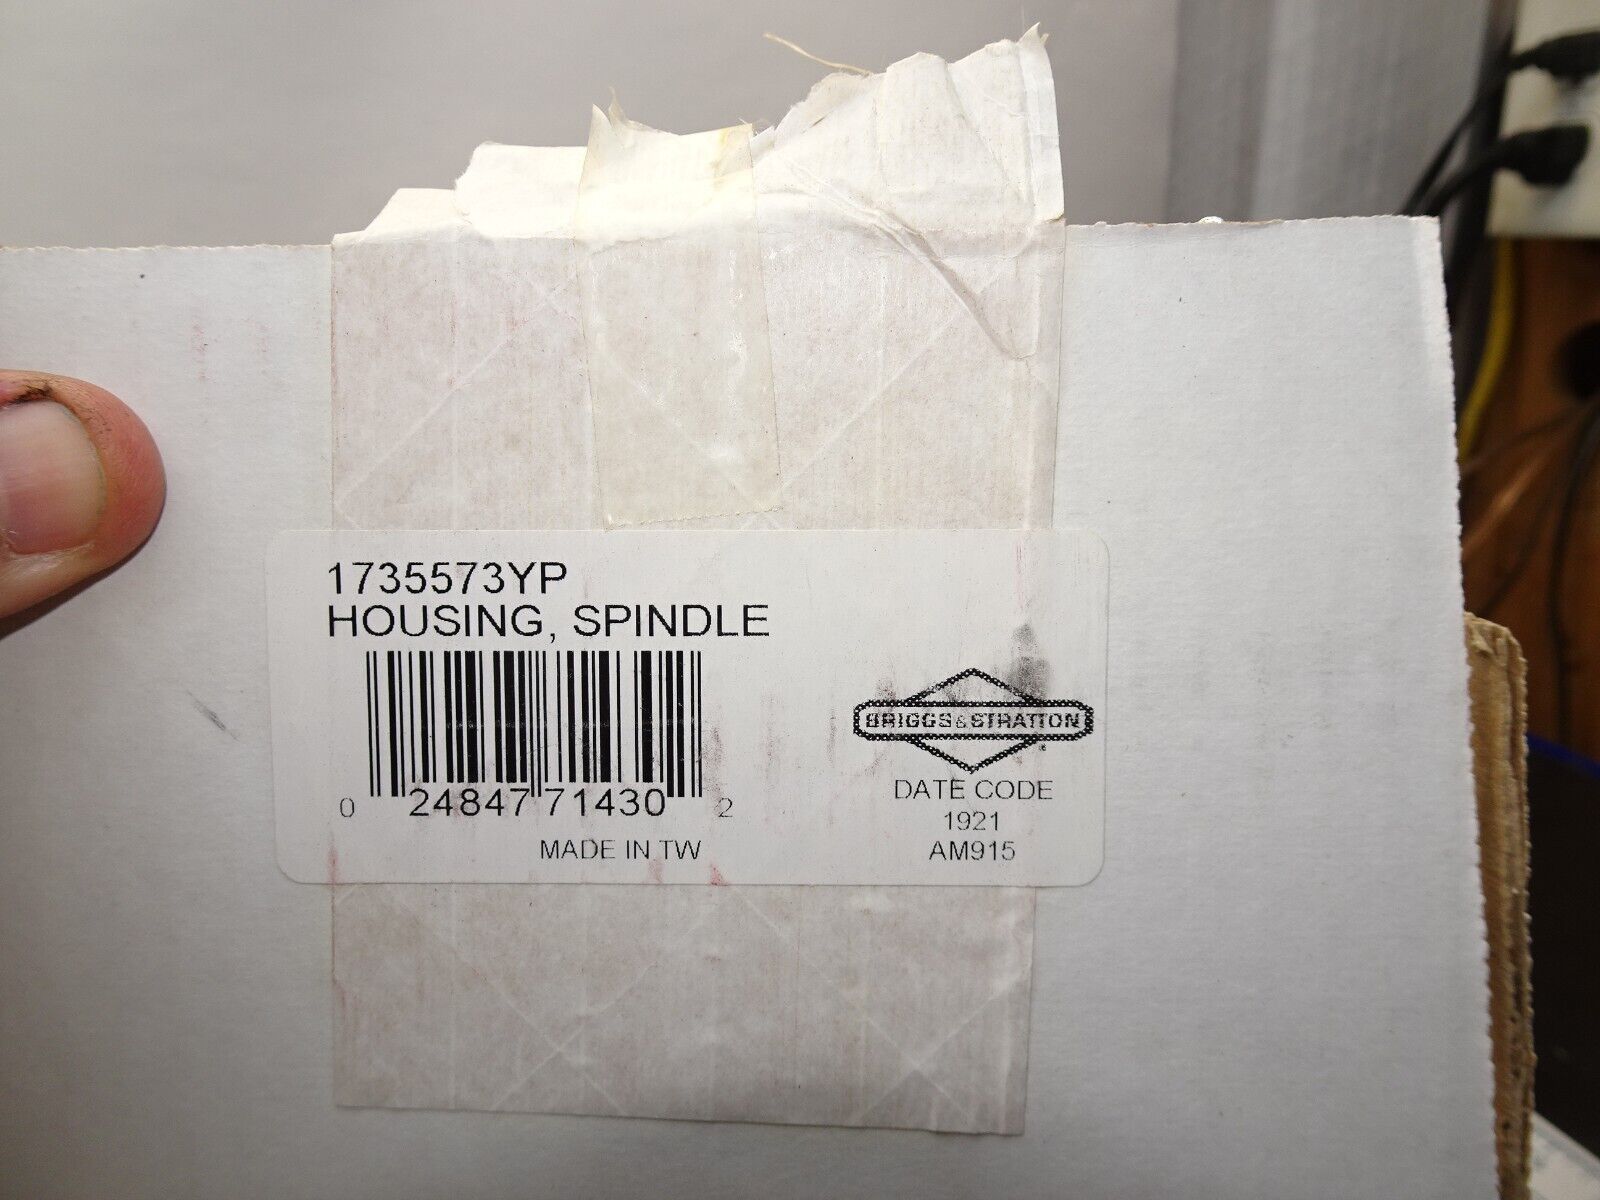 1735573YP
HOUSING, SPINDLE
0 24847 71430 2
MADE IN TW
BRIGGS&STRATTON
DATE CODE
1921
AM915